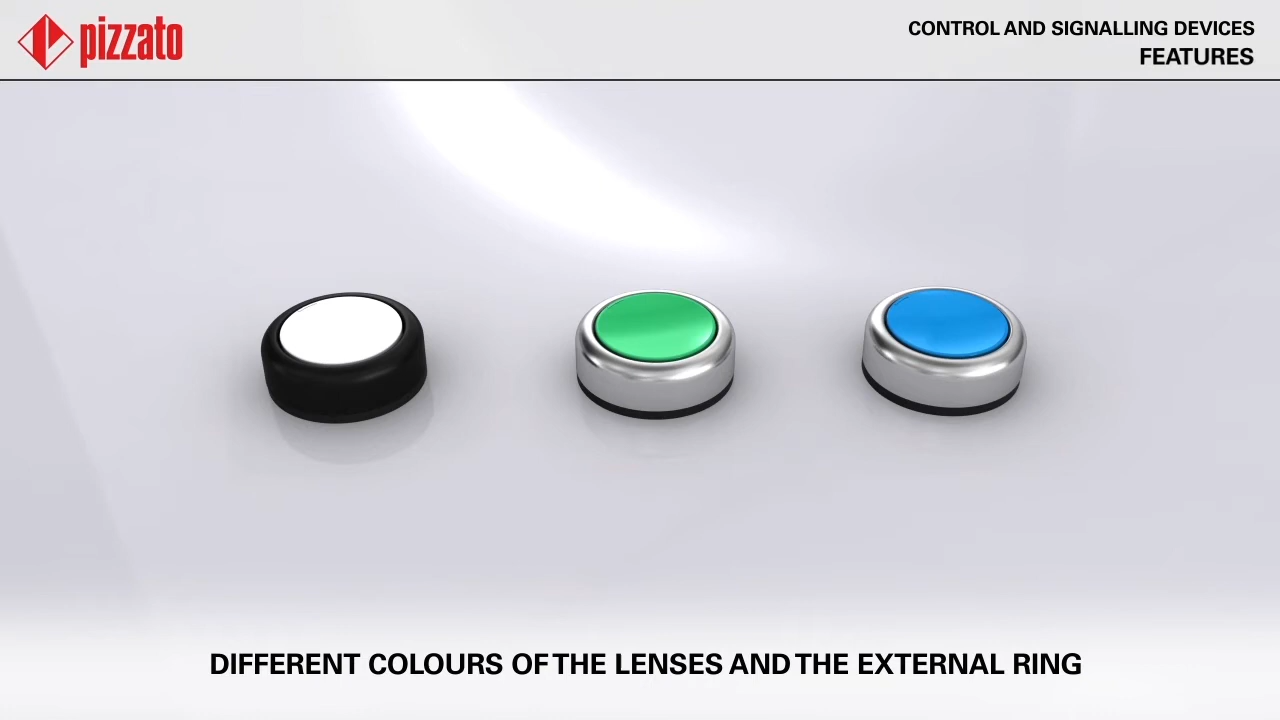 pizzato
CONTROL AND SIGNALLING DEVICES
FEATURES
DIFFERENT COLOURS OF THE LENSES AND THE EXTERNAL RING